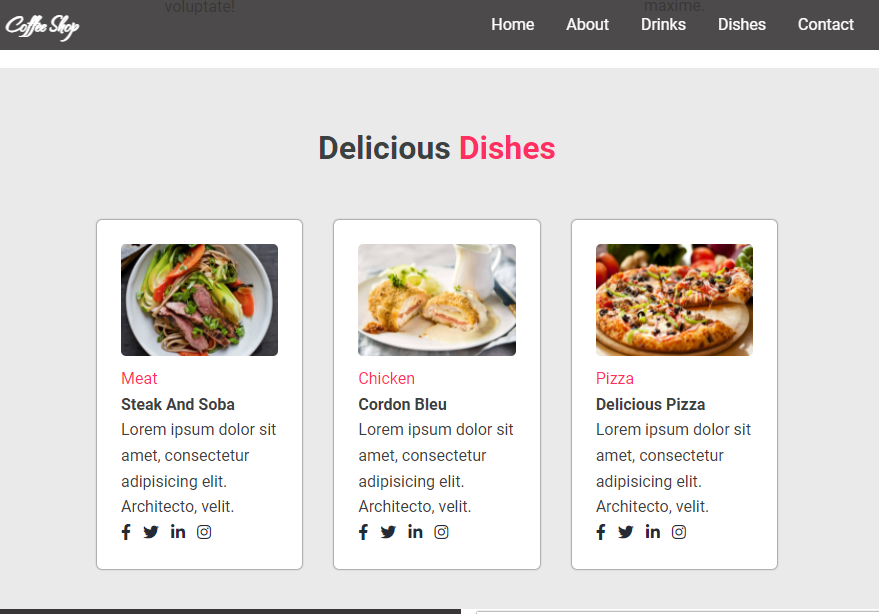 voluptate!
maxime.
Coffee Shop
Home
About
Drinks
Dishes
Contact
Delicious Dishes
Meat
Steak And Soba
Lorem ipsum dolor sit
amet, consectetur
adipisicing elit.
Architecto, velit.
Chicken
Cordon Bleu
Lorem ipsum dolor sit
amet, consectetur
adipisicing elit.
Architecto, velit.
Pizza
Delicious Pizza
Lorem ipsum dolor sit
amet, consectetur
adipisicing elit.
Architecto, velit.